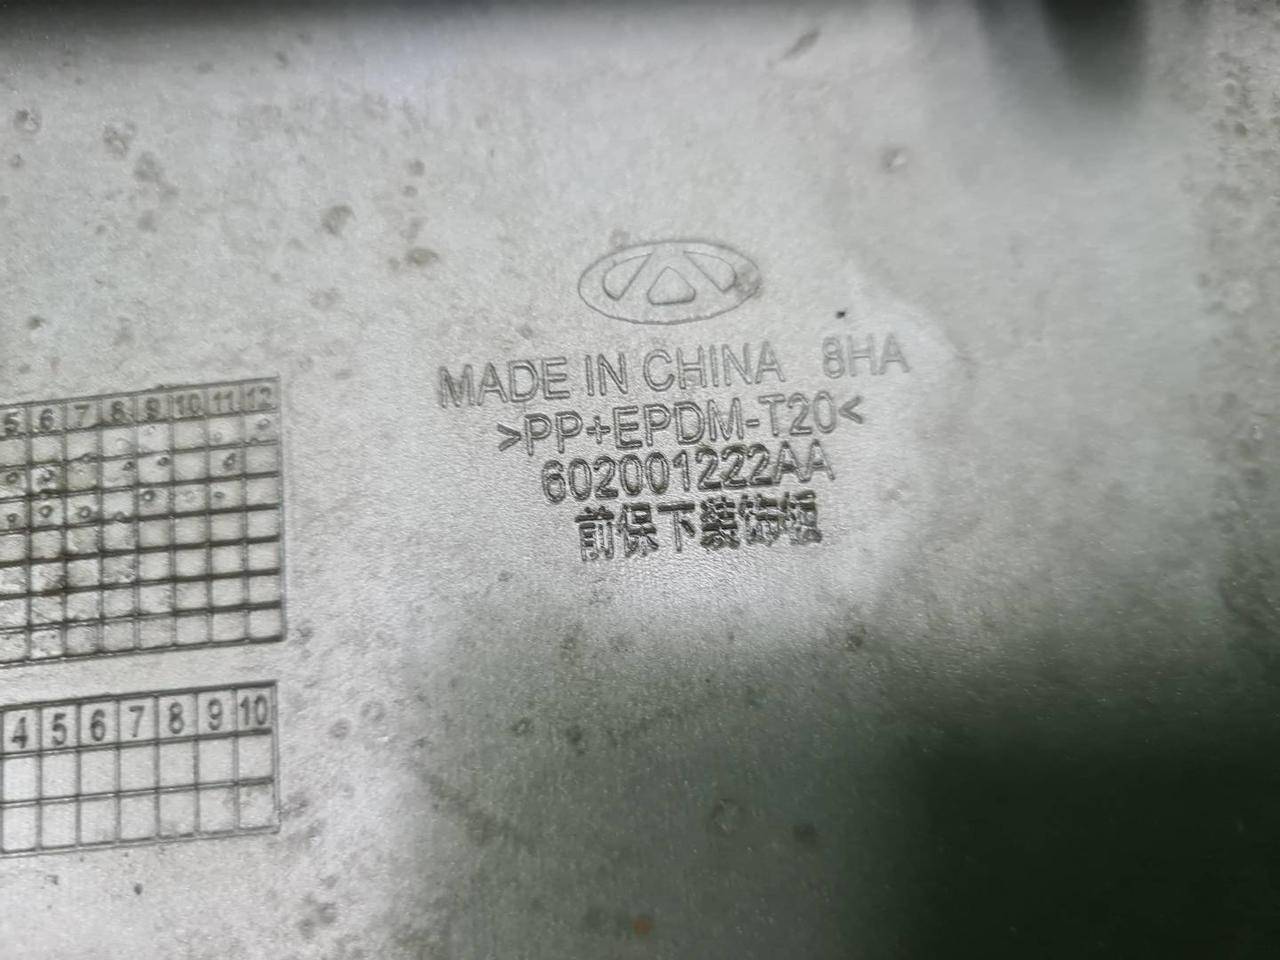 MADE IN CHINA 8HA
>PP+EPDM-T20<
602001222AA
前保下装饰
5 6 7 8 9 10 11 12
4 5 6 7 8 9 10